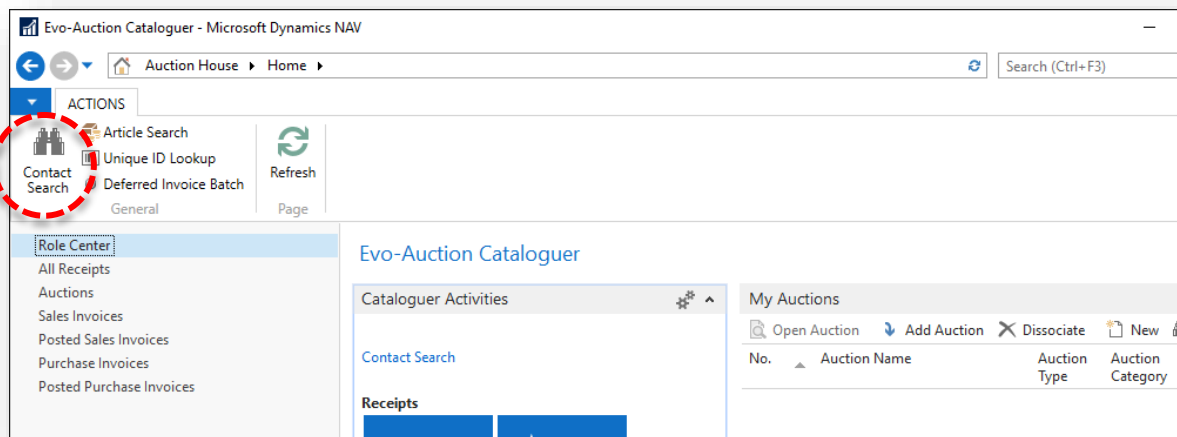 Evo-Auction Cataloguer - Microsoft Dynamics NAV
Auction House Home
Search (Ctrl+F3)
ACTIONS
Contact
Search
Article Search
Unique ID Lookup
Deferred Invoice Batch
General
Refresh
Page
Role Center
All Receipts
Auctions
Sales Invoices
Posted Sales Invoices
Purchase Invoices
Posted Purchase Invoices
Evo-Auction Cataloguer
Cataloguer Activities
Contact Search
Receipts
My Auctions
Open Auction Add Auction Dissociate New
No. Auction Name Auction Type Auction Category